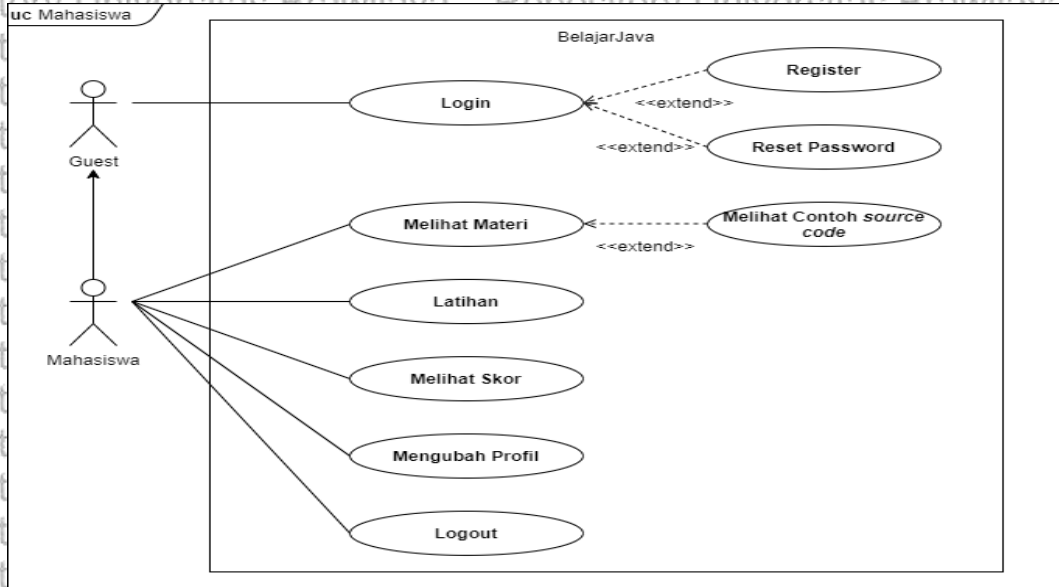 uc Mahasiswa
BelajarJava
Register
Login
<<extend>>
Guest
<<extend>>
Reset Password
Melihat Materi
Melihat Contoh source
code
<<extend>>
Latihan
Mahasiswa
Melihat Skor
Mengubah Profil
Logout